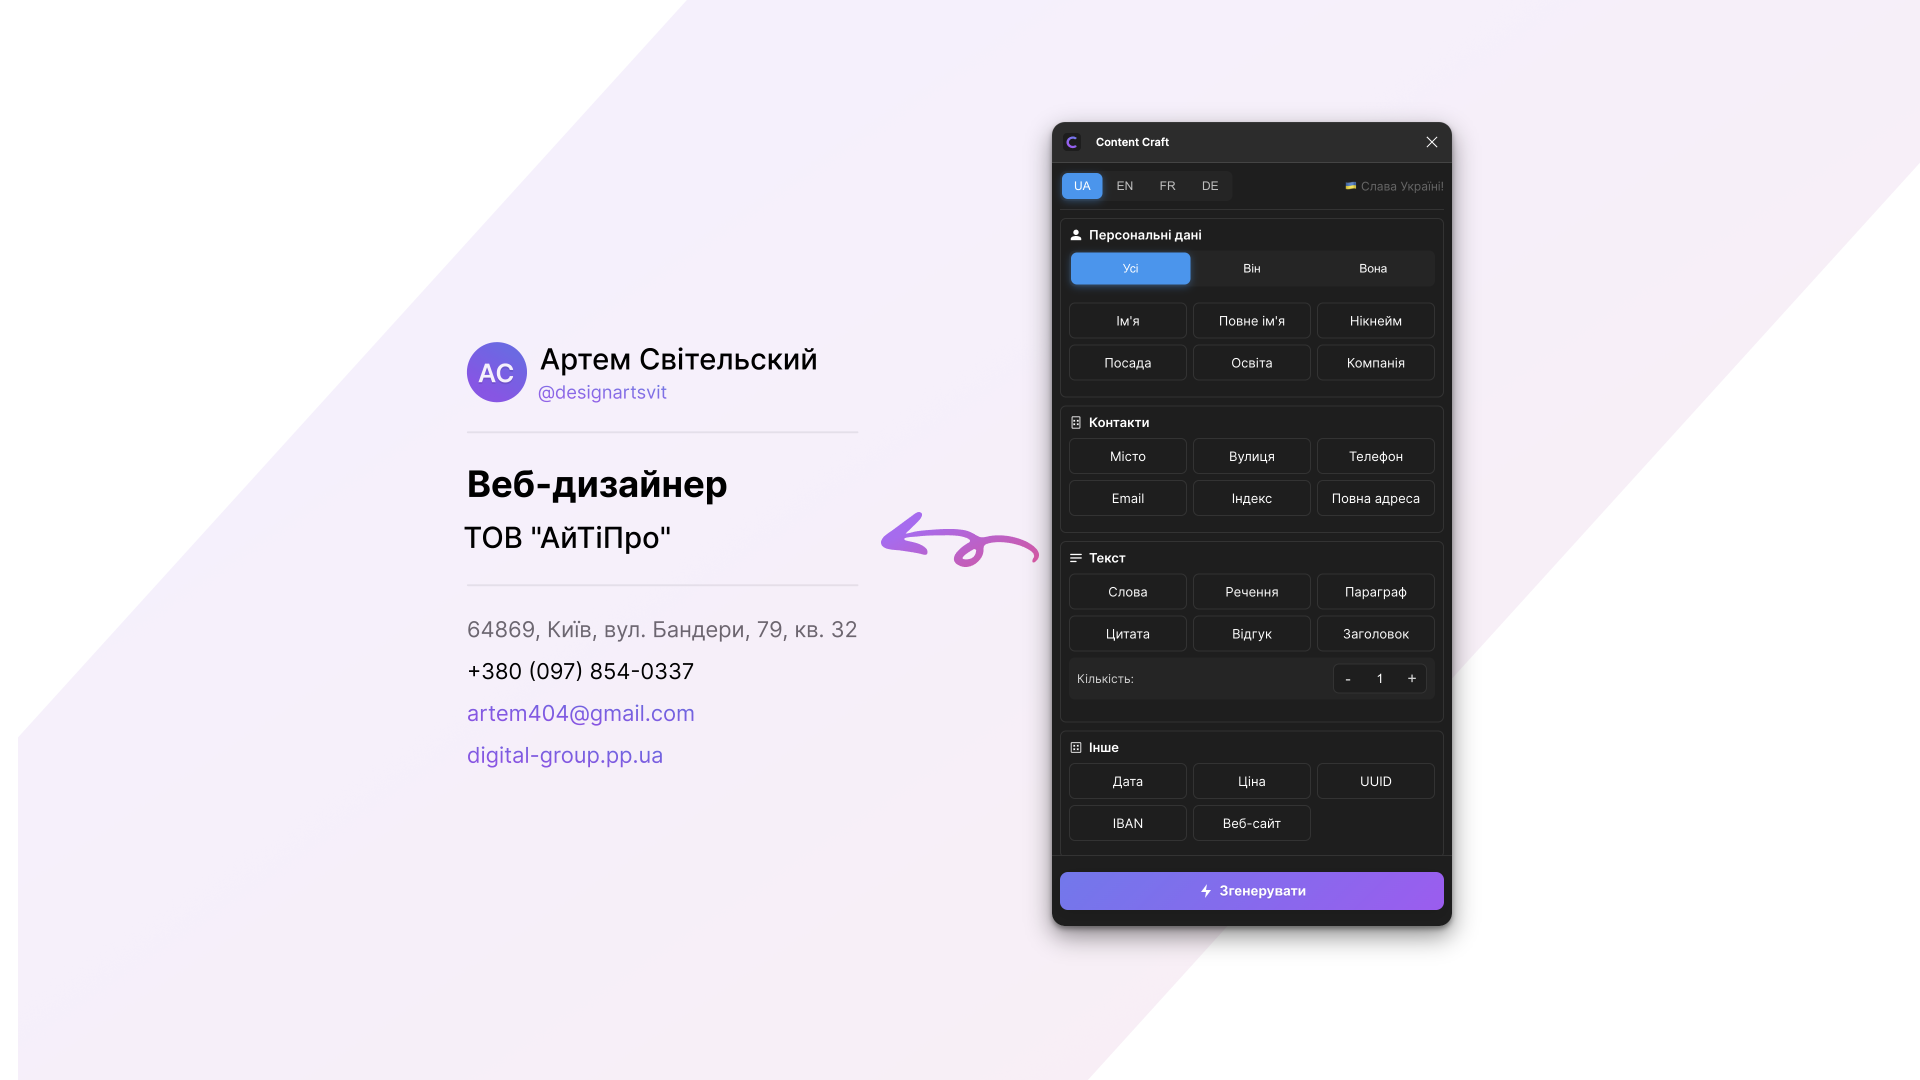 АС
Артем Світельский
@designartsvit
Веб-дизайнер
ТОВ "АйТіПро"
64869, Київ, вул. Бандери, 79, кв. 32
+380 (097) 854-0337
artem404@gmail.com
digital-group.pp.ua
C Content Craft
UA EN FR DE Слава Україні!
Персональні дані
Усі Він Вона
Ім'я Повне ім'я Нікнейм
Посада Освіта Компанія
Контакти
Місто Вулиця Телефон
Email Індекс Повна адреса
Текст
Слова Речення Параграф
Цитата Відгук Заголовок
Кількість: - 1 +
Інше
Дата Ціна UUID
IBAN Веб-сайт
Згенерувати